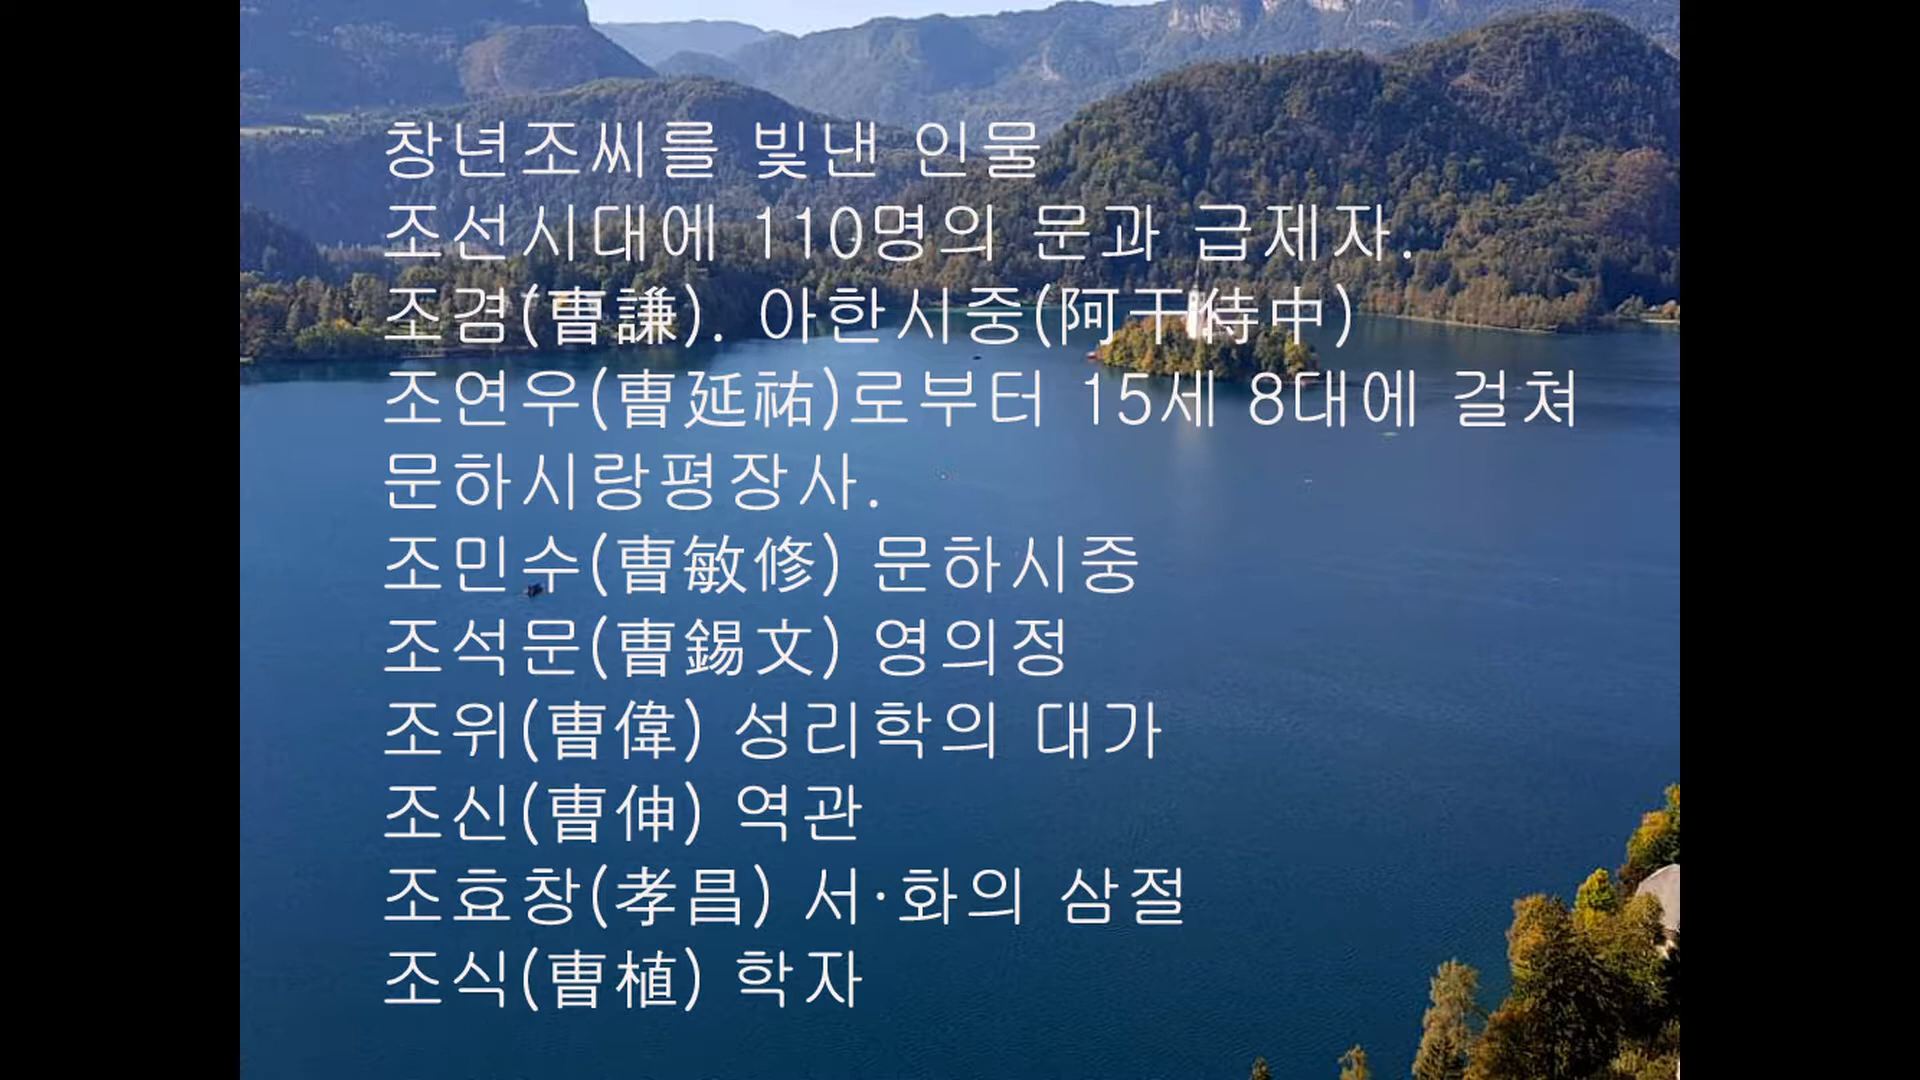 창년조씨를 빛낸 인물
조선시대에 110명의 문과 급제자.
조겸(曺謙). 아한시중(阿干侍中)
조연우(曺延祐)로부터 15세 8대에 걸쳐
문하시랑평장사.
조민수(曺敏修) 문하시중
조석문(曺錫文) 영의정
조위(曺偉) 성리학의 대가
조신(曺伸) 역관
조효창(孝昌) 서·화의 삼절
조식(曺植) 학자